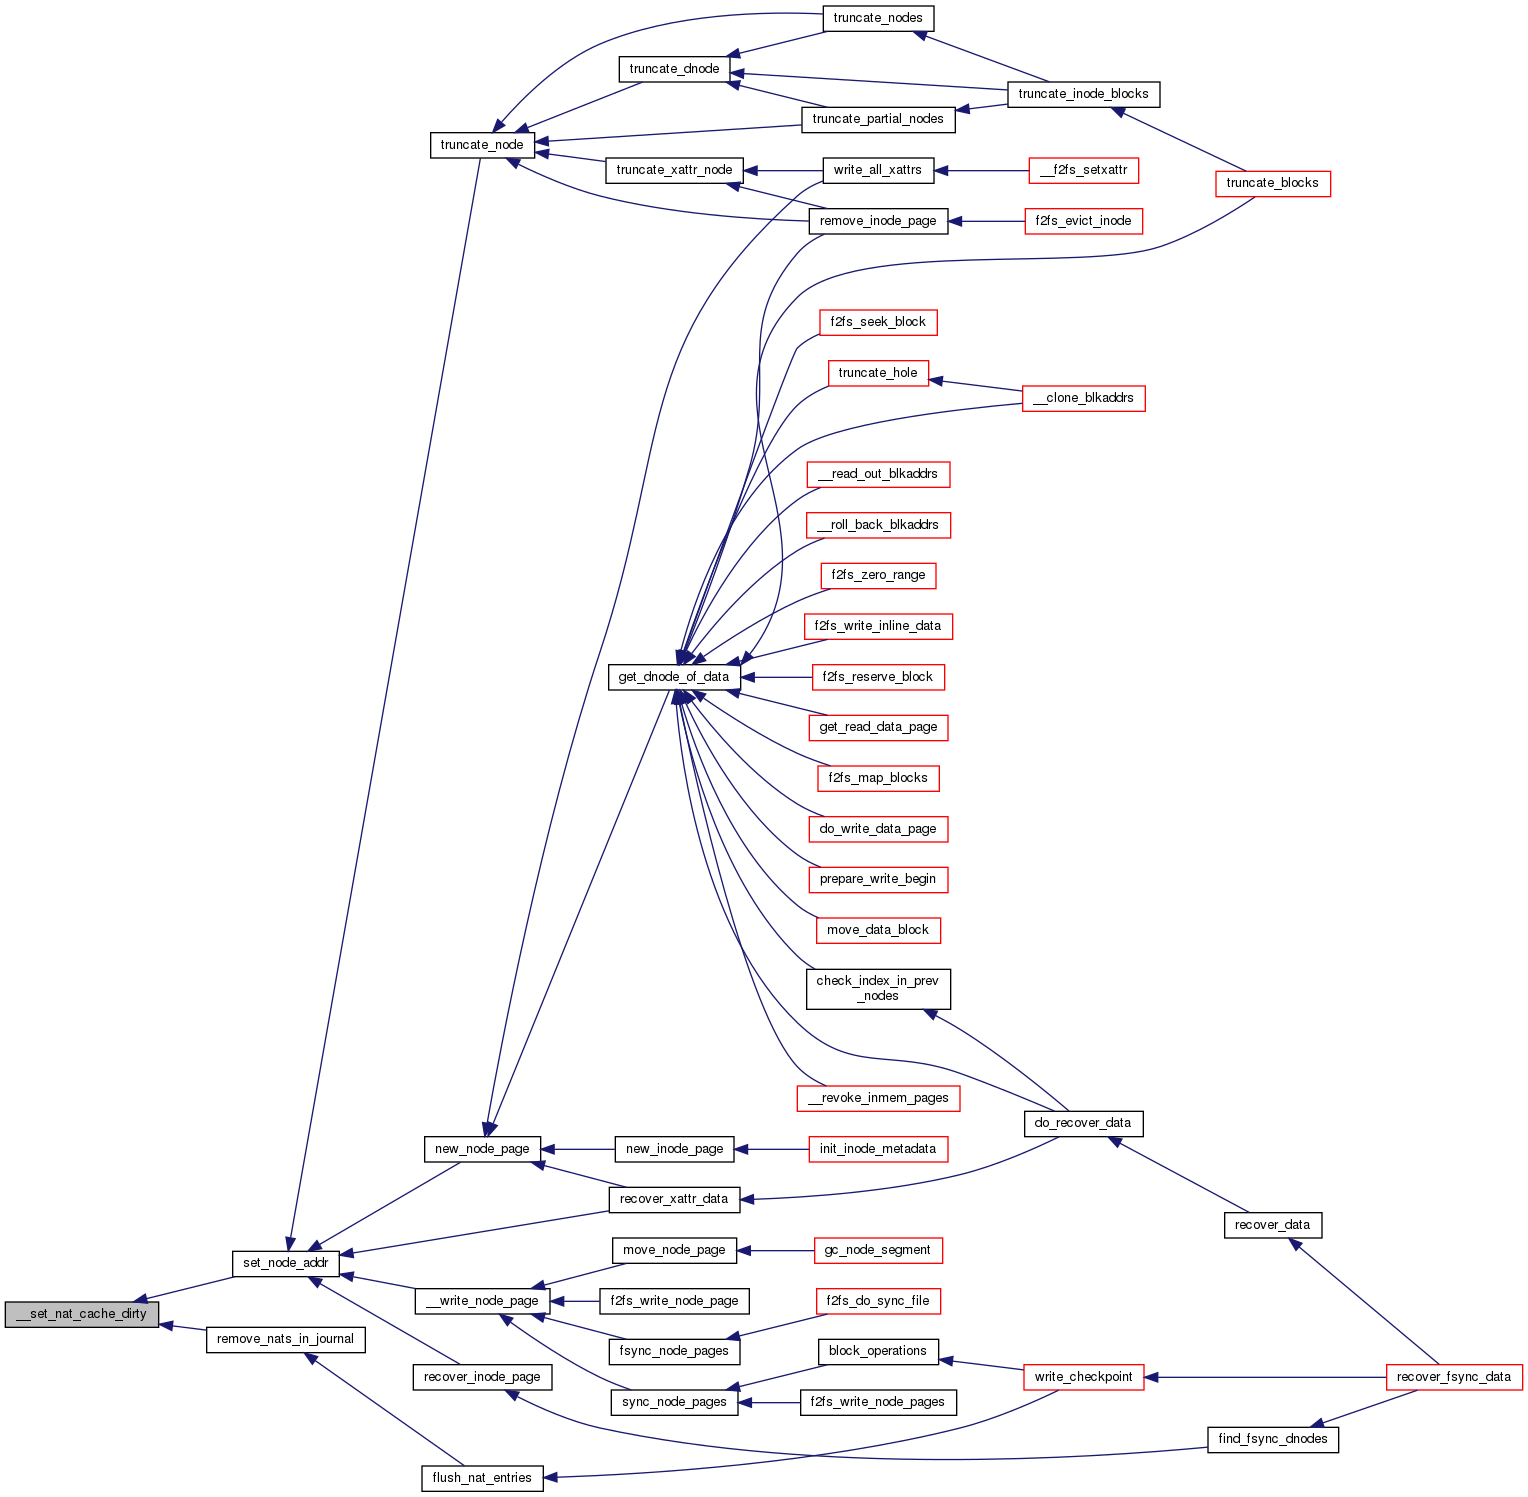 truncate_nodes
truncate_dnode
truncate_inode_blocks
truncate_partial_nodes
truncate_node
truncate_xattr_node
write_all_xattrs
__f2fs_setxattr
truncate_blocks
remove_inode_page
f2fs_evict_inode
f2fs_seek_block
truncate_hole
__clone_blkaddrs
__read_out_blkaddrs
__roll_back_blkaddrs
f2fs_zero_range
f2fs_write_inline_data
get_dnode_of_data
f2fs_reserve_block
get_read_data_page
f2fs_map_blocks
do_write_data_page
prepare_write_begin
move_data_block
check_index_in_prev
_nodes
__revoke_inmem_pages
do_recover_data
new_node_page
new_inode_page
init_inode_metadata
recover_xattr_data
recover_data
set_node_addr
move_node_page
gc_node_segment
__write_node_page
f2fs_write_node_page
f2fs_do_sync_file
__set_nat_cache_dirty
remove_nats_in_journal
fsync_node_pages
block_operations
recover_inode_page
write_checkpoint
recover_fsync_data
sync_node_pages
f2fs_write_node_pages
find_fsync_dnodes
flush_nat_entries